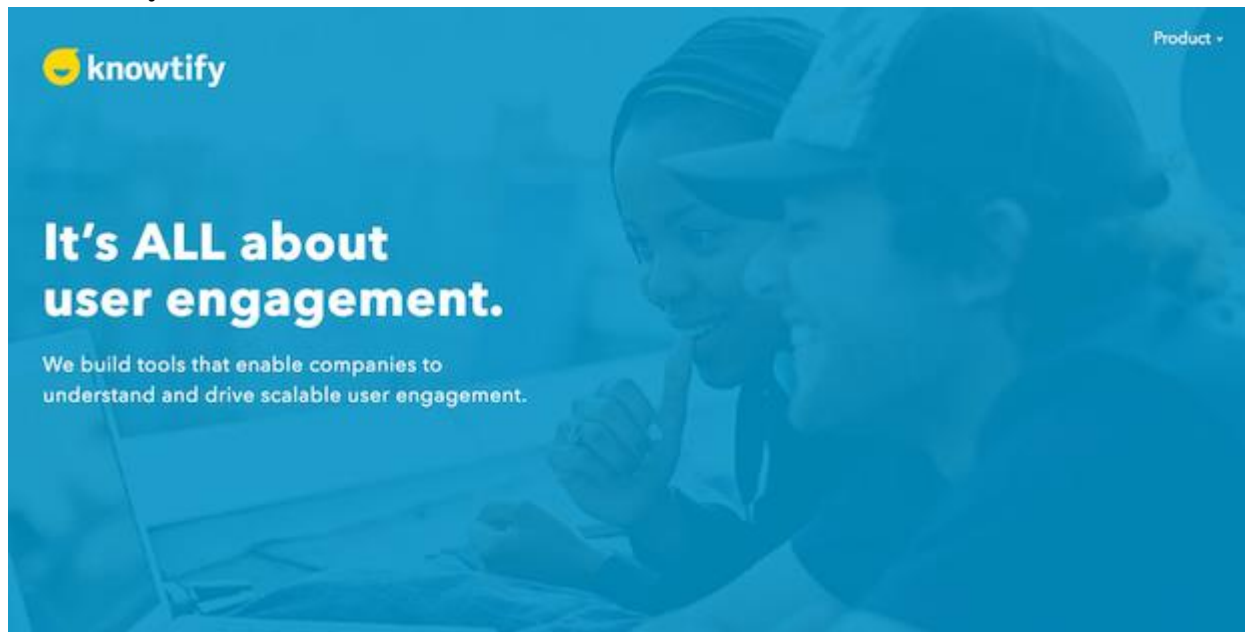 knowtify
Product
It's ALL about
user engagement.
We build tools that enable companies to
understand and drive scalable user engagement.